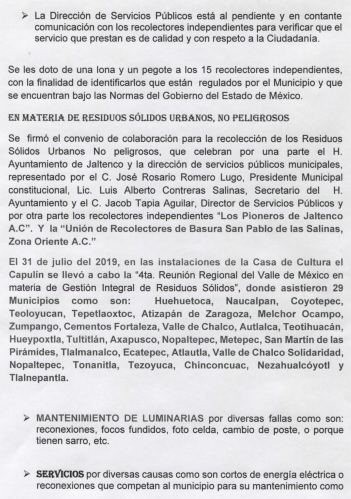 ➢ La Dirección de Servicios Públicos está al pendiente y en contante
comunicación con los recolectores independientes para verificar que el
servicio que prestan es de calidad y con respeto a la Ciudadanía.
Se les doto de una lona y un pegote a los 15 recolectores independientes,
con la finalidad de identificarlos que están regulados por el Municipio y que
se encuentran bajo las Normas del Gobierno del Estado de México.
EN MATERIA DE RESIDUOS SÓLIDOS URBANOS, NO PELIGROSOS
Se firmó el convenio de colaboración para la recolección de los Residuos
Sólidos Urbanos No peligrosos, que celebran por una parte el H.
Ayuntamiento de Jaltenco y la dirección de servicios públicos municipales,
representado por el C. José Rosario Romero Lugo, Presidente Municipal
constitucional, Lic. Luis Alberto Contreras Salinas, Secretario del H.
Ayuntamiento y el C. Jacob Tapia Aguilar, Director de Servicios Públicos y
por otra parte los recolectores independientes “Los Pioneros de Jaltenco
A.C”. Y la “Unión de Recolectores de Basura San Pablo de las Salinas,
Zona Oriente A.C.”
El 31 de julio del 2019, en las instalaciones de la Casa de Cultura el
Capulín se llevó a cabo la “4ta. Reunión Regional del Valle de México en
materia de Gestión Integral de Residuos Sólidos”, donde asistieron 29
Municipios como son: Huehuetoca, Naucalpan, Coyotepec,
Teoloyucan, Tepetlaoxtoc, Atizapán de Zaragoza, Melchor Ocampo,
Zumpango, Cementos Fortaleza, Valle de Chalco, Autlalca, Teotihuacán,
Hueypoxtla, Tultitlán, Axapusco, Nopaltepec, Metepec, San Martín de las
Pirámides, Tlalmanalco, Ecatepec, Atlautla, Valle de Chalco Solidaridad,
Nopaltepec, Tonanitla, Tezoyuca, Chinconcuac, Nezahualcóyotl y
Tlalnepantla.
➢ MANTENIMIENTO DE LUMINARIAS por diversas fallas como son:
reconexiones, focos fundidos, foto celda, cambio de poste, o porque
tienen sarro, etc.
➢ SERVICIOS por diversas causas como son cortos de energía eléctrica o
reconexiones que competan al municipio para su mantenimiento como